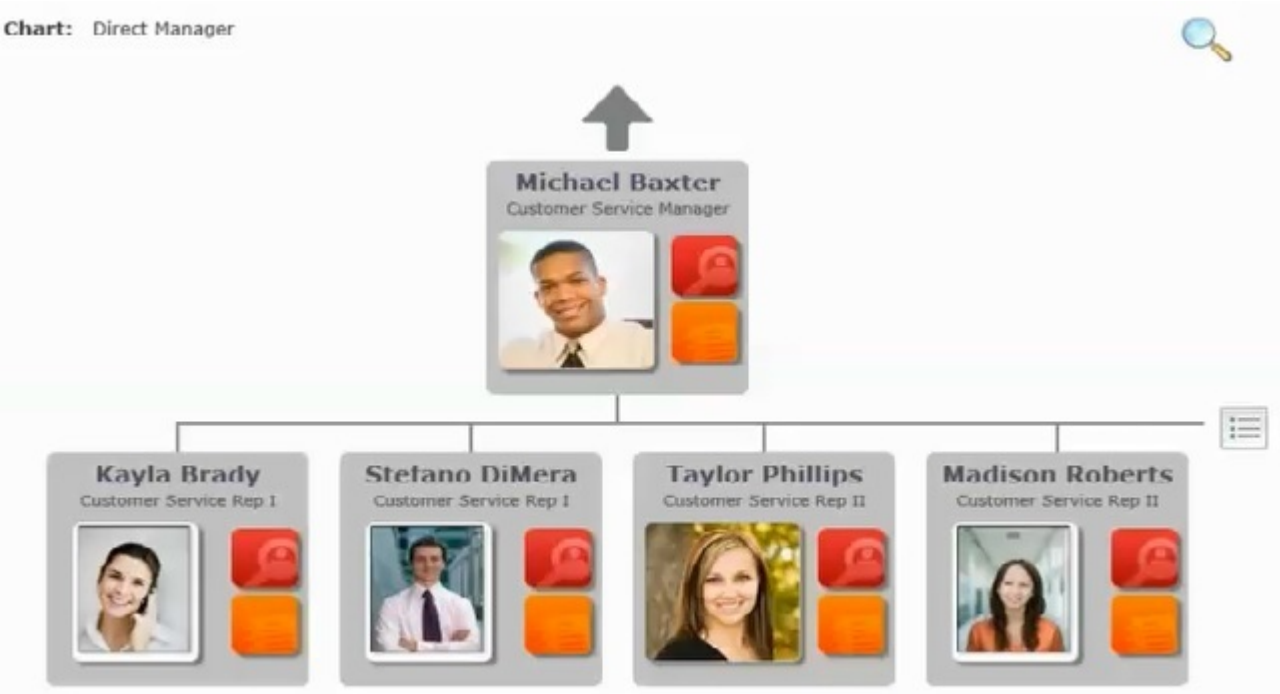 Chart: Direct Manager
Michael Baxter
Customer Service Manager
Kayla Brady
Customer Service Rep I
Stefano DiMera
Customer Service Rep I
Taylor Phillips
Customer Service Rep II
Madison Roberts
Customer Service Rep II